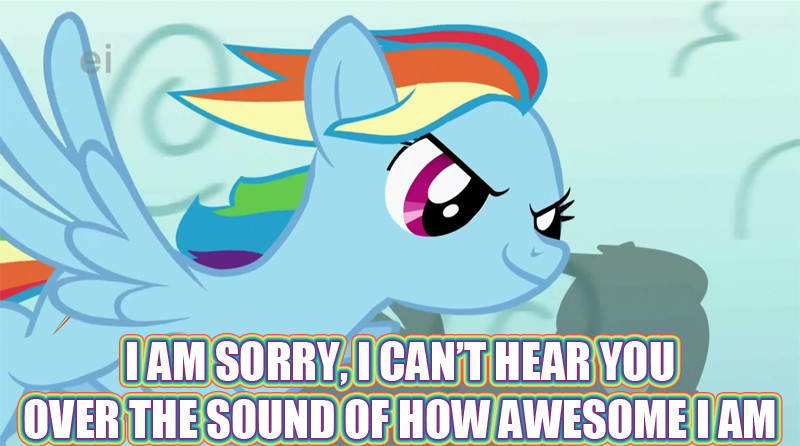 ei
I AM SORRY, I CAN'T HEAR YOU
OVER THE SOUND OF HOW AWESOME I AM